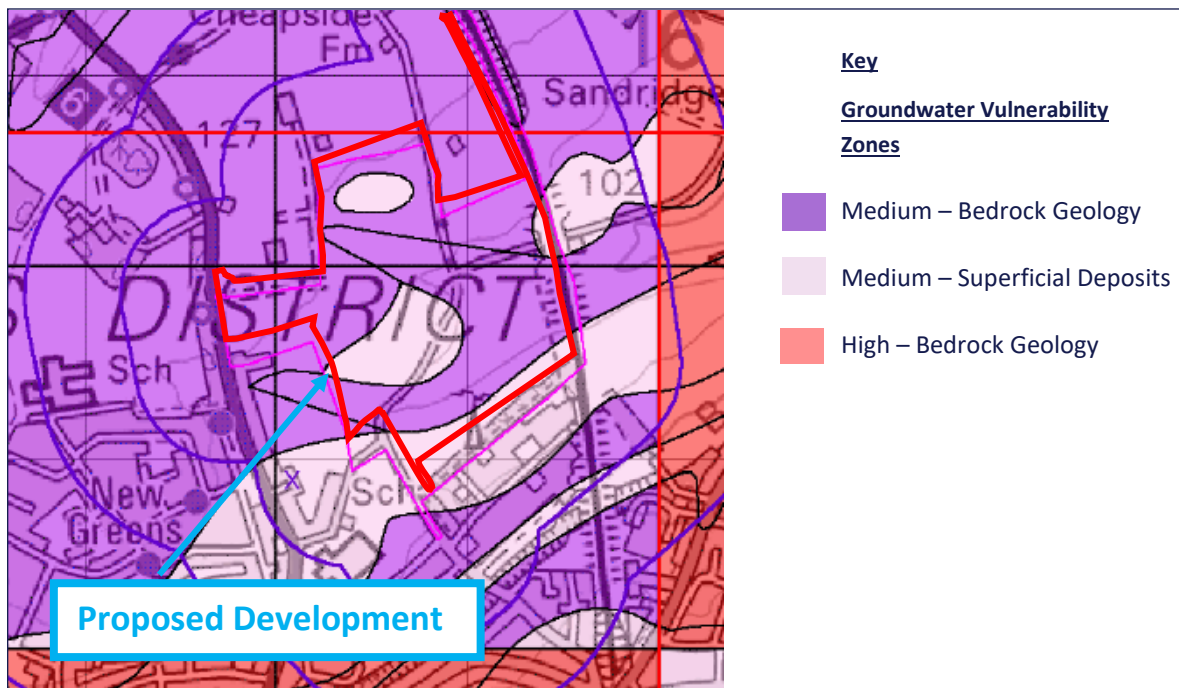 Cheapside
Fm
6
Sandridge
127
102
DISTRICT
Sch
New
Greens
Sch
X
Proposed Development
Key
Groundwater Vulnerability
Zones
Medium – Bedrock Geology
Medium – Superficial Deposits
High – Bedrock Geology